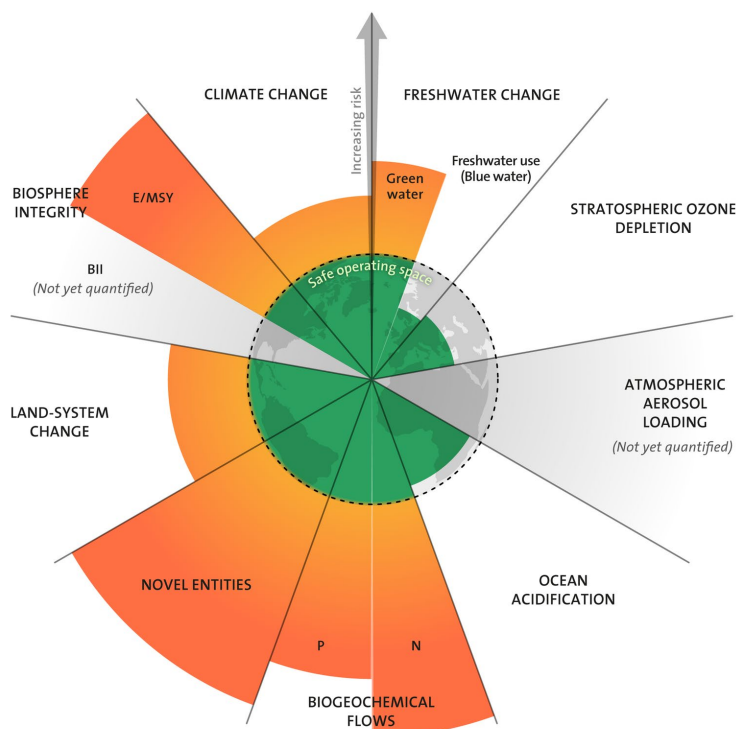 CLIMATE CHANGE
Increasing risk
FRESHWATER CHANGE
Green
water
Freshwater use
(Blue water)
STRATOSPHERIC OZONE
DEPLETION
ATMOSPHERIC
AEROSOL
LOADING
(Not yet quantified)
OCEAN
ACIDIFICATION
N
P
BIOGEOCHEMICAL
FLOWS
NOVEL ENTITIES
LAND-SYSTEM
CHANGE
BIOSPHERE
INTEGRITY
E/MSY
BII
(Not yet quantified)
Safe operating space